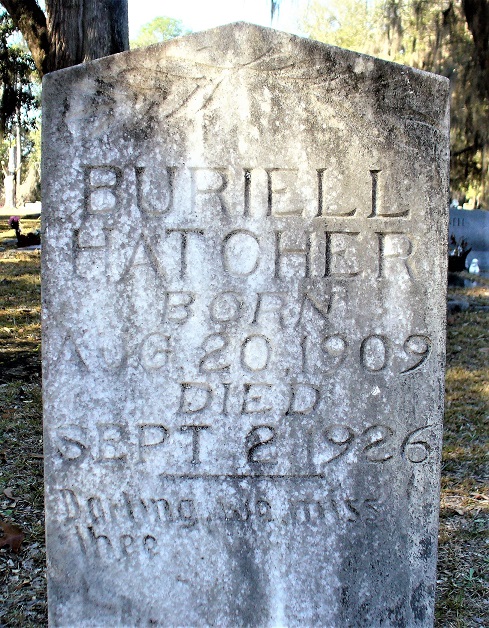 BURIELL
HATCHER
BORN
AUG. 20, 1909
DIED
SEPT 2, 1926
Darling, we miss
thee